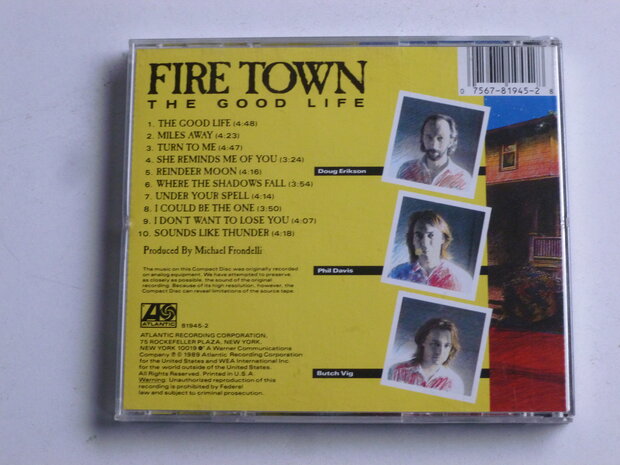 FIRE TOWN
THE GOOD LIFE
1. THE GOOD LIFE (4:48)
2. MILES AWAY (4:23)
3. TURN TO ME (4:47)
4. SHE REMINDS ME OF YOU (3:24)
5. REINDEER MOON (4:16)
6. WHERE THE SHADOWS FALL (3:54)
7. UNDER YOUR SPELL (4:14)
8. I COULD BE THE ONE (3:50)
9. I DON'T WANT TO LOSE YOU (4:07)
10. SOUNDS LIKE THUNDER (4:18)
Produced By Michael Frondelli
The music on this Compact Disc was originally recorded
on analog equipment. We have attempted to preserve,
as closely as possible, the sound of the original
recording. Because of its high resolution, however, the
Compact Disc can reveal limitations of the source tape.
ATLANTIC
81945-2
ATLANTIC RECORDING CORPORATION,
75 ROCKEFELLER PLAZA, NEW YORK,
NEW YORK 10019 A Warner Communications
Company ℗ © 1989 Atlantic Recording Corporation
for the United States and WEA International Inc.
for the world outside of the United States.
All Rights Reserved. Printed in U.S.A.
Warning: Unauthorized reproduction of this
recording is prohibited by Federal
law and subject to criminal prosecution.
Doug Erikson
Phil Davis
Butch Vig
0 7567-81945-2 8